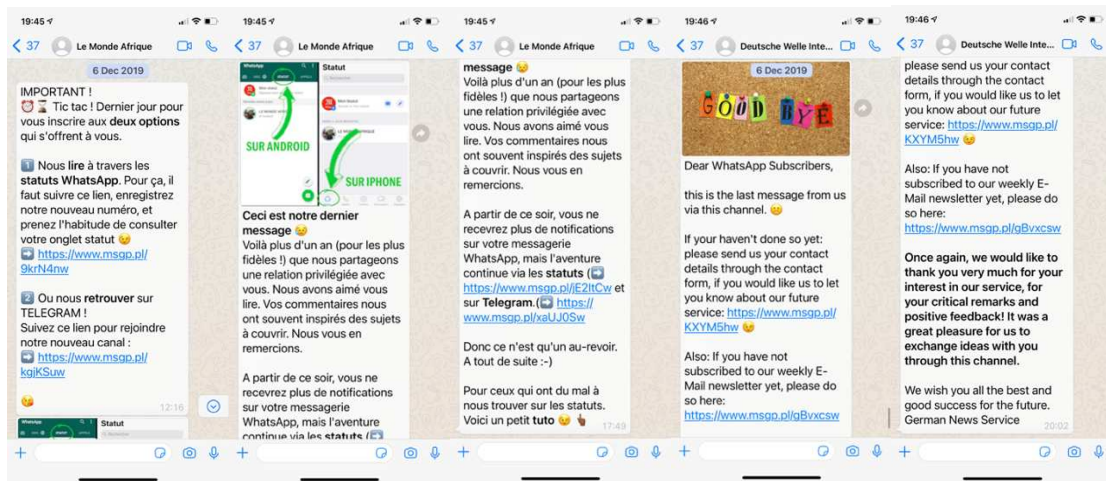 19:45
37 Le Monde Afrique
6 Dec 2019
IMPORTANT !
⏰⏳ Tic tac ! Dernier jour pour
vous inscrire aux deux options
qui s'offrent à vous.
1️⃣ Nous lire à travers les
statuts WhatsApp. Pour ça, il
faut suivre ce lien, enregistrez
notre nouveau numéro, et
prenez l'habitude de consulter
votre onglet statut 😉
➡️ https://www.msgp.pl/
9krN4nw
2️⃣ Ou nous retrouver sur
TELEGRAM !
Suivez ce lien pour rejoindre
notre nouveau canal :
➡️ https://www.msgp.pl/
kgjKSuw
😘
12:16
WhatsApp
Statut
19:45
37 Le Monde Afrique
WhatsApp
Statut
SUR ANDROID
SUR IPHONE
Ceci est notre dernier
message 😢
Voilà plus d'un an (pour les plus
fidèles !) que nous partageons
une relation privilégiée avec
vous. Nous avons aimé vous
lire. Vos commentaires nous
ont souvent inspirés des sujets
à couvrir. Nous vous en
remercions.
A partir de ce soir, vous ne
recevrez plus de notifications
sur votre messagerie
WhatsApp, mais l'aventure
continue via les statuts (➡️
19:45
37 Le Monde Afrique
message 😢
Voilà plus d'un an (pour les plus
fidèles !) que nous partageons
une relation privilégiée avec
vous. Nous avons aimé vous
lire. Vos commentaires nous
ont souvent inspirés des sujets
à couvrir. Nous vous en
remercions.
A partir de ce soir, vous ne
recevrez plus de notifications
sur votre messagerie
WhatsApp, mais l'aventure
continue via les statuts (➡️
https://www.msgp.pl/jE2ltCw et
sur Telegram.(➡️ https://
www.msgp.pl/xaUJ0Sw
Donc ce n'est qu'un au-revoir.
A tout de suite :-)
Pour ceux qui ont du mal à
nous trouver sur les statuts.
Voici un petit tuto 😉 👆🏾
17:49
19:46
37 Deutsche Welle Inte...
6 Dec 2019
GOOD BYE
Dear WhatsApp Subscribers,
this is the last message from us
via this channel. 🙂
If your haven't done so yet:
please send us your contact
details through the contact
form, if you would like us to let
you know about our future
service: https://www.msgp.pl/
KXYM5hw 😉
Also: If you have not
subscribed to our weekly E-
Mail newsletter yet, please do
so here:
https://www.msgp.pl/gBvxcsw
19:46
37 Deutsche Welle Inte...
please send us your contact
details through the contact
form, if you would like us to let
you know about our future
service: https://www.msgp.pl/
KXYM5hw 😉
Also: If you have not
subscribed to our weekly E-
Mail newsletter yet, please do
so here:
https://www.msgp.pl/gBvxcsw
Once again, we would like to
thank you very much for your
interest in our service, for
your critical remarks and
positive feedback! It was a
great pleasure for us to
exchange ideas with you
through this channel.
We wish you all the best and
good success for the future.
German News Service
20:02